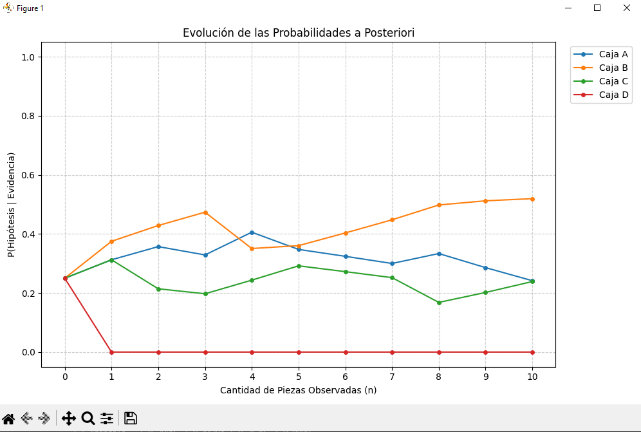 Figure 1
Evolución de las Probabilidades a Posteriori
Caja A
Caja B
Caja C
Caja D
P(Hipótesis | Evidencia)
1.0
0.8
0.6
0.4
0.2
0.0
0 1 2 3 4 5 6 7 8 9 10
Cantidad de Piezas Observadas (n)